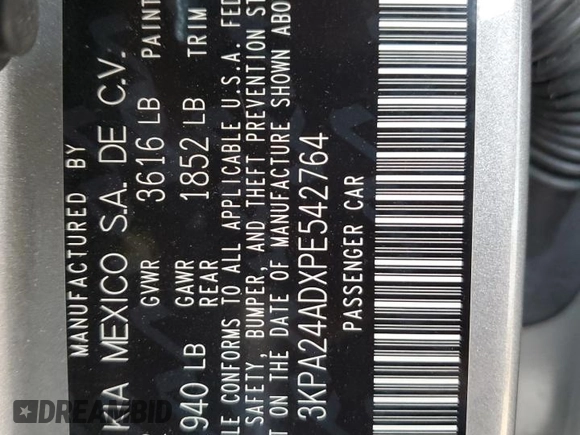 MANUFACTURED BY
KIA MEXICO S.A. DE C.V.
GVWR 3616 LB PAINT
GAWR
940 LB REAR 1852 LB TRIM
LE CONFORMS TO ALL APPLICABLE U.S.A. FED
SAFETY, BUMPER, AND THEFT PREVENTION ST
T ON THE DATE OF MANUFACTURE SHOWN ABO
3KPA24ADXPE542764
PASSENGER CAR
DREAMBID